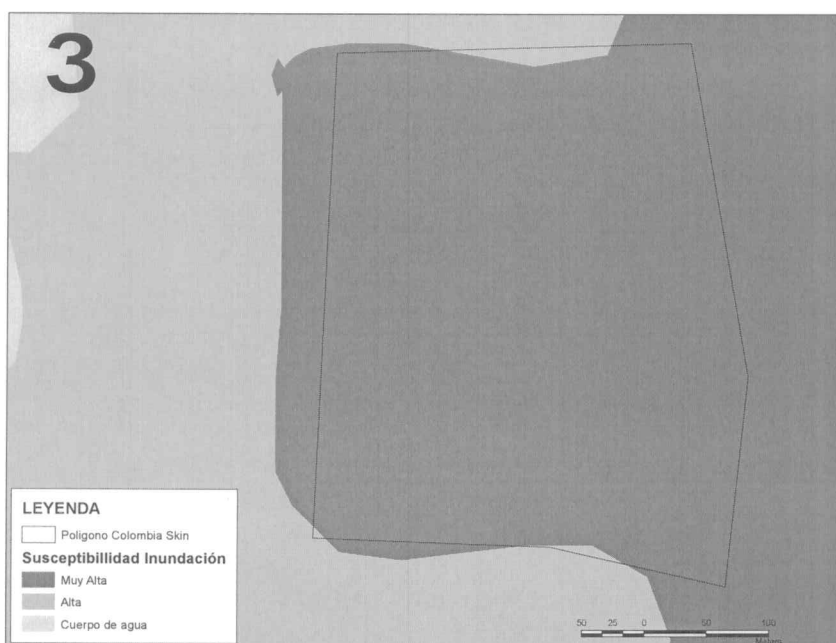 3
LEYENDA
Poligono Colombia Skin
Susceptibillidad Inundación
Muy Alta
Alta
Cuerpo de agua
50 25 0 50 100